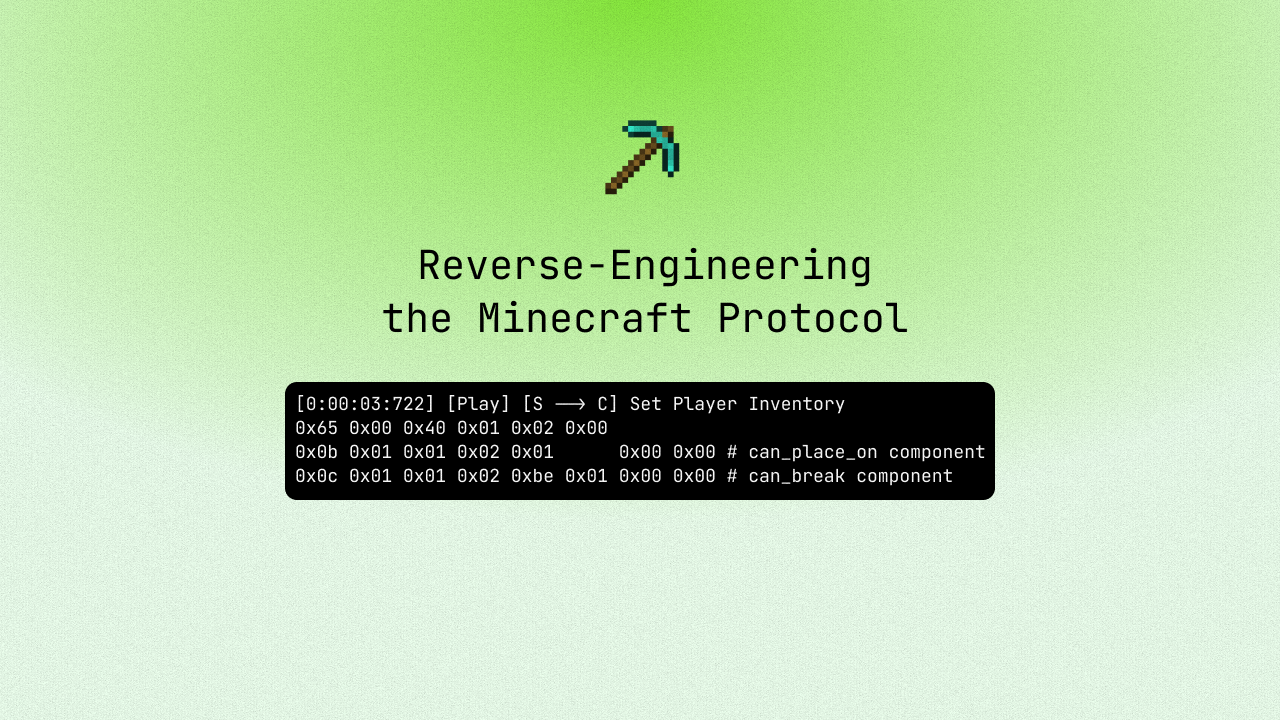 Reverse-Engineering
the Minecraft Protocol
[0:00:03:722] [Play] [S ⟶ C] Set Player Inventory
0x65 0x00 0x40 0x01 0x02 0x00
0x0b 0x01 0x01 0x02 0x01      0x00 0x00 # can_place_on component
0x0c 0x01 0x01 0x02 0xbe 0x01 0x00 0x00 # can_break component